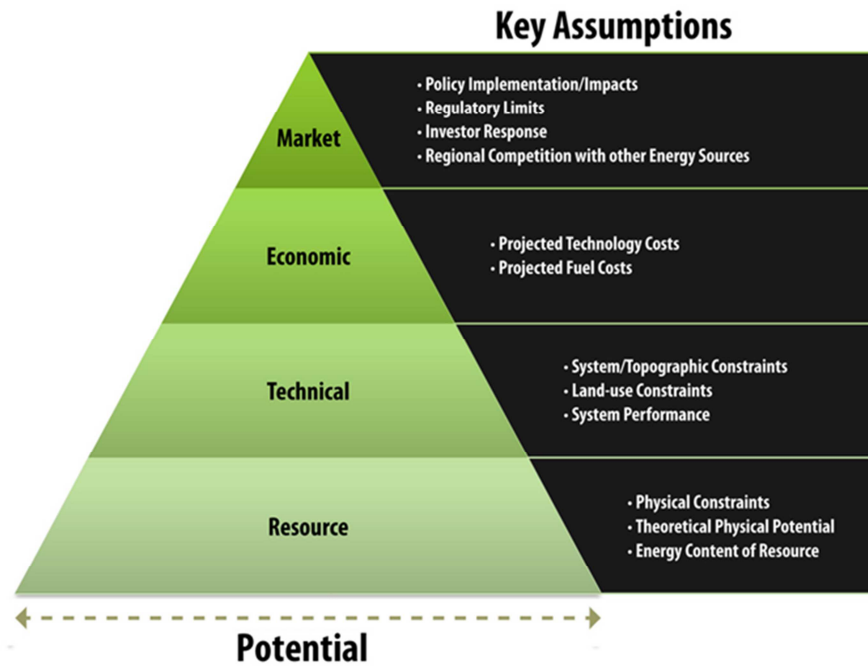 Key Assumptions
Market
• Policy Implementation/Impacts
• Regulatory Limits
• Investor Response
• Regional Competition with other Energy Sources
Economic
• Projected Technology Costs
• Projected Fuel Costs
Technical
• System/Topographic Constraints
• Land-use Constraints
• System Performance
Resource
• Physical Constraints
• Theoretical Physical Potential
• Energy Content of Resource
Potential